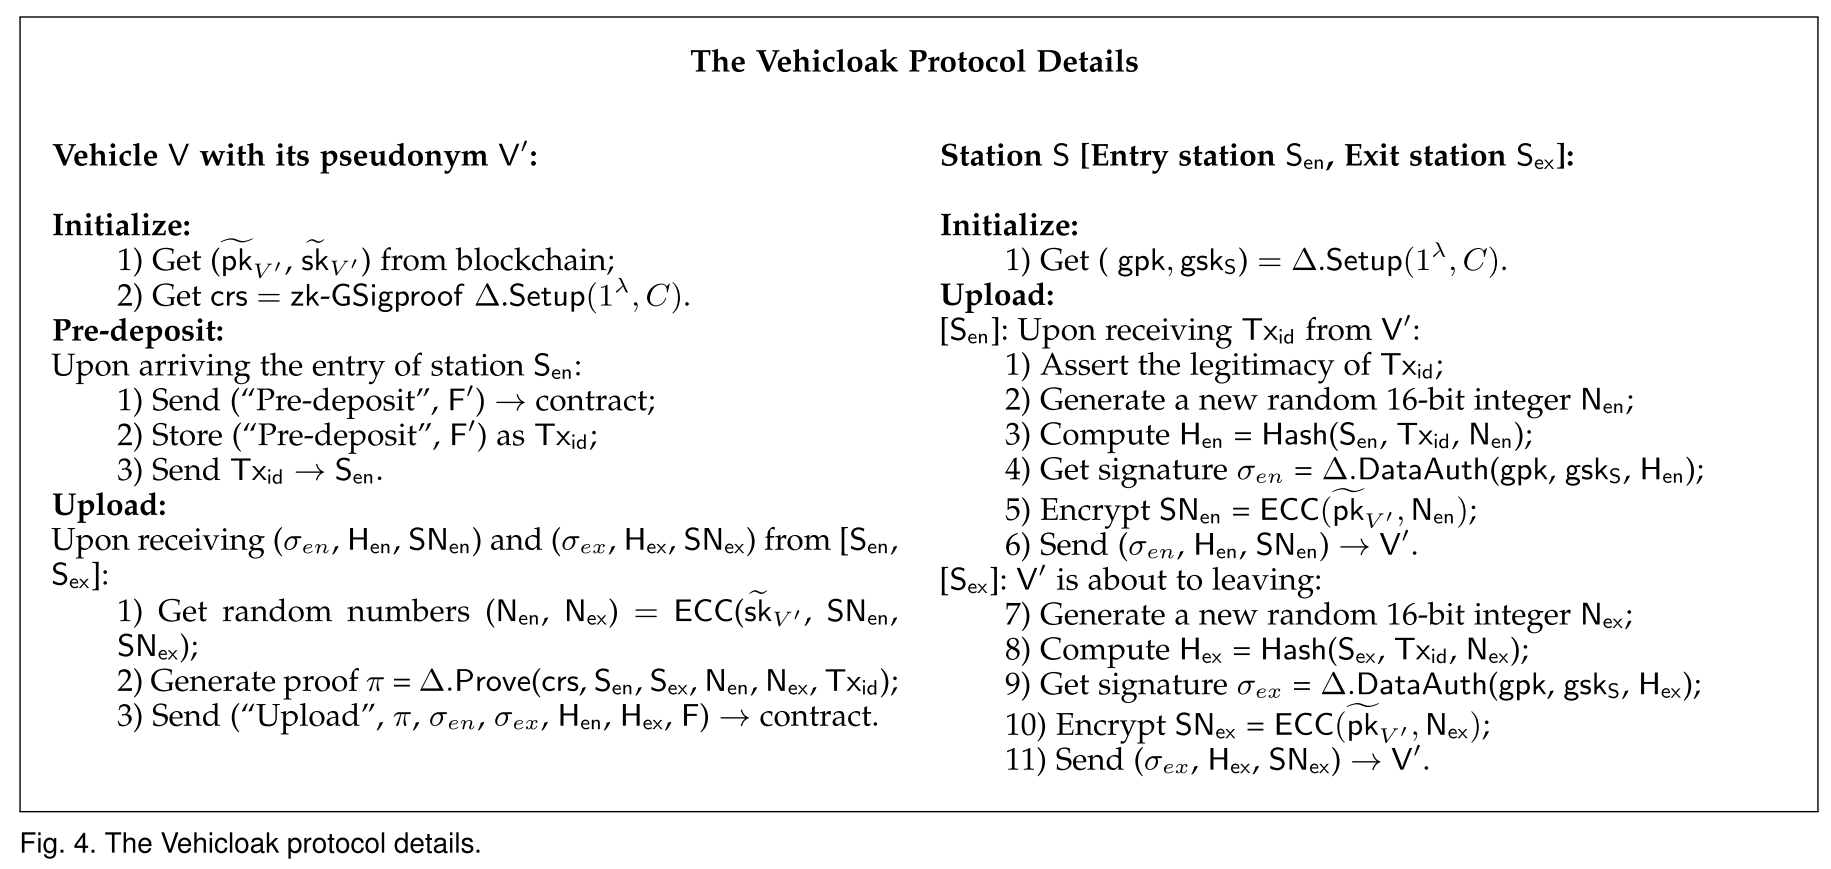 The Vehicloak Protocol Details
Vehicle V with its pseudonym V′:
Initialize:
1) Get (p̃k_V′, s̃k_V′) from blockchain;
2) Get crs = zk-GSigproof Δ.Setup(1^λ, C).
Pre-deposit:
Upon arriving the entry of station S_en:
1) Send (“Pre-deposit”, F′) → contract;
2) Store (“Pre-deposit”, F′) as Tx_id;
3) Send Tx_id → S_en.
Upload:
Upon receiving (σ_en, H_en, SN_en) and (σ_ex, H_ex, SN_ex) from [S_en,
S_ex]:
1) Get random numbers (N_en, N_ex) = ECC(s̃k_V′, SN_en,
SN_ex);
2) Generate proof π = Δ.Prove(crs, S_en, S_ex, N_en, N_ex, Tx_id);
3) Send (“Upload”, π, σ_en, σ_ex, H_en, H_ex, F) → contract.
Station S [Entry station S_en, Exit station S_ex]:
Initialize:
1) Get ( gpk, gsk_S) = Δ.Setup(1^λ, C).
Upload:
[S_en]: Upon receiving Tx_id from V′:
1) Assert the legitimacy of Tx_id;
2) Generate a new random 16-bit integer N_en;
3) Compute H_en = Hash(S_en, Tx_id, N_en);
4) Get signature σ_en = Δ.DataAuth(gpk, gsk_S, H_en);
5) Encrypt SN_en = ECC(p̃k_V′, N_en);
6) Send (σ_en, H_en, SN_en) → V′.
[S_ex]: V′ is about to leaving:
7) Generate a new random 16-bit integer N_ex;
8) Compute H_ex = Hash(S_ex, Tx_id, N_ex);
9) Get signature σ_ex = Δ.DataAuth(gpk, gsk_S, H_ex);
10) Encrypt SN_ex = ECC(p̃k_V′, N_ex);
11) Send (σ_ex, H_ex, SN_ex) → V′.
Fig. 4. The Vehicloak protocol details.